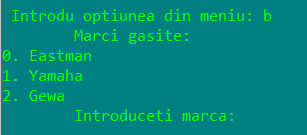 Introdu optiunea din meniu: b
Marci gasite:
0. Eastman
1. Yamaha
2. Gewa
Introduceti marca: